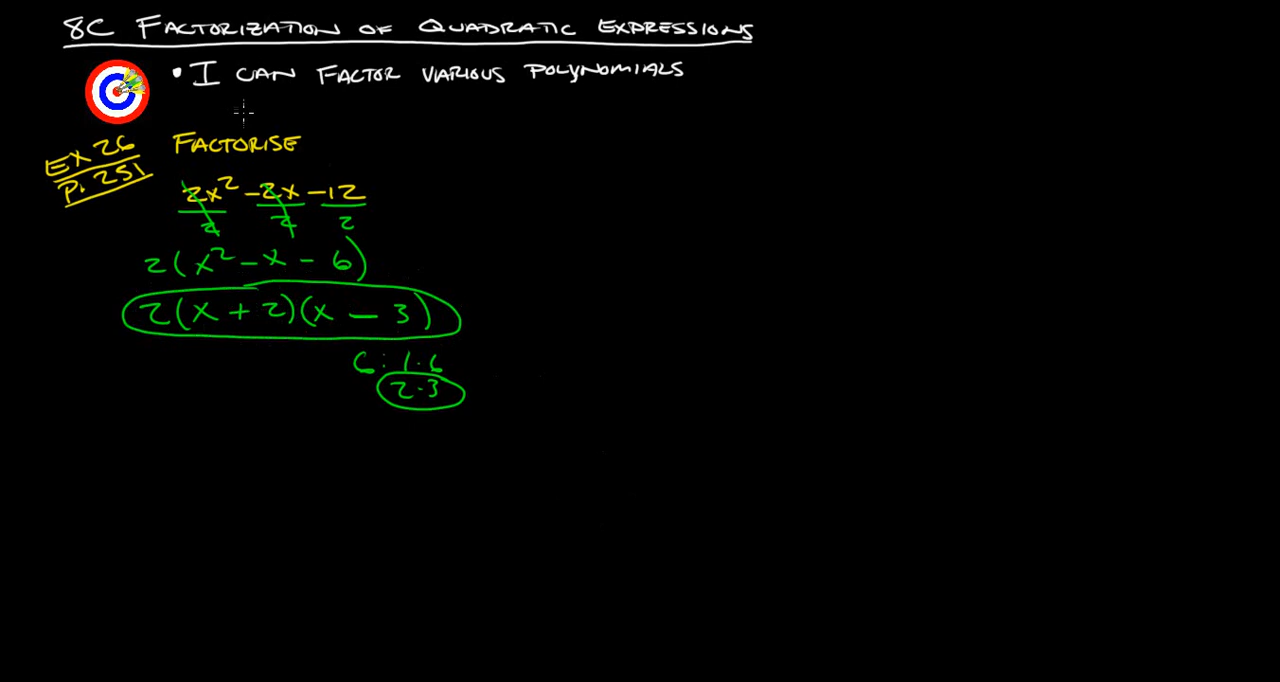 8C FACTORIZATION OF QUADRATIC EXPRESSIONS
• I CAN FACTOR VARIOUS POLYNOMIALS
EX 26
P. 251
FACTORISE
2x² -2x -12
2 2 2
2(x² - x - 6)
2(x + 2)(x - 3)
6: 1·6
2·3